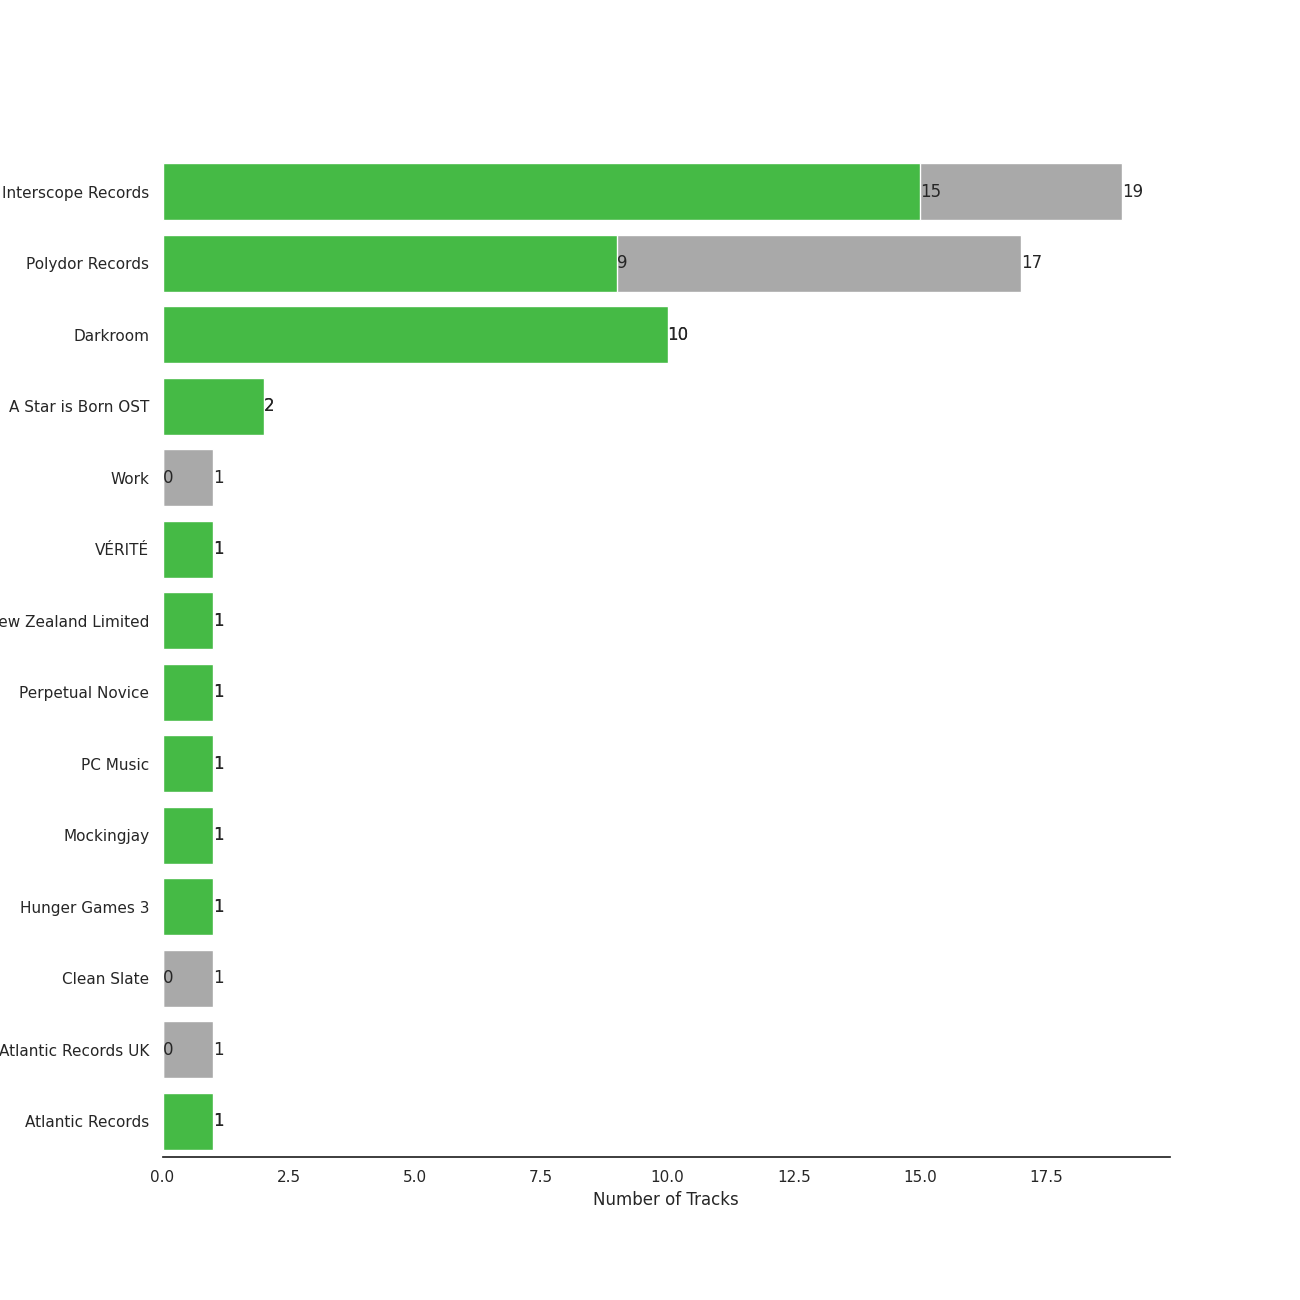 Interscope Records 15 19
Polydor Records 9 17
Darkroom 10
A Star is Born OST 2
Work 0 1
VÉRITÉ 1
Zealand Limited 1
Perpetual Novice 1
PC Music 1
Mockingjay 1
Hunger Games 3 1
Clean Slate 0 1
Atlantic Records UK 0 1
Atlantic Records 1
0.0 2.5 5.0 7.5 10.0 12.5 15.0 17.5
Number of Tracks